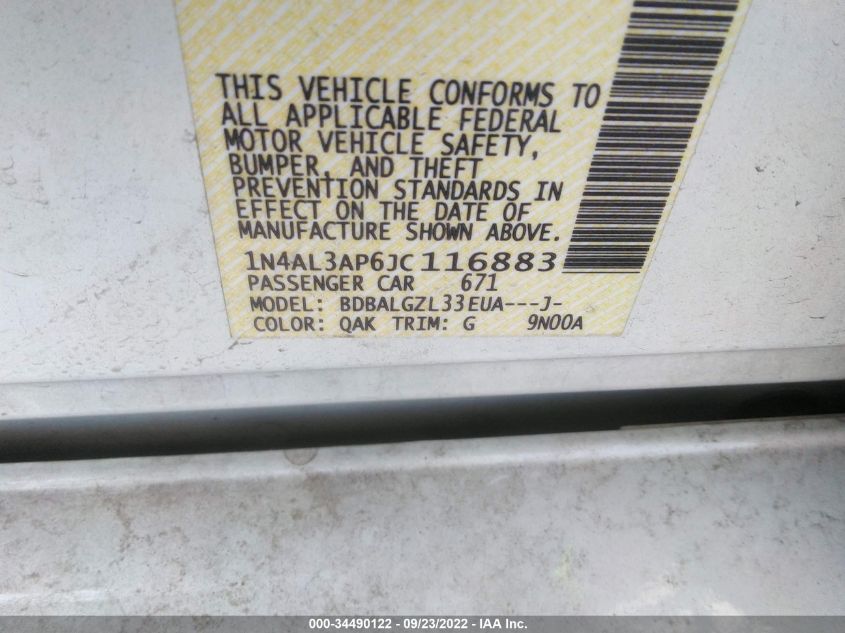 THIS VEHICLE CONFORMS TO
ALL APPLICABLE FEDERAL
MOTOR VEHICLE SAFETY,
BUMPER, AND THEFT
PREVENTION STANDARDS IN
EFFECT ON THE DATE OF
MANUFACTURE SHOWN ABOVE.
1N4AL3AP6JC116883
PASSENGER CAR 671
MODEL: BDBALGZL33EUA---J-
COLOR: QAK TRIM: G 9N00A
000-34490122 - 09/23/2022 - IAA Inc.